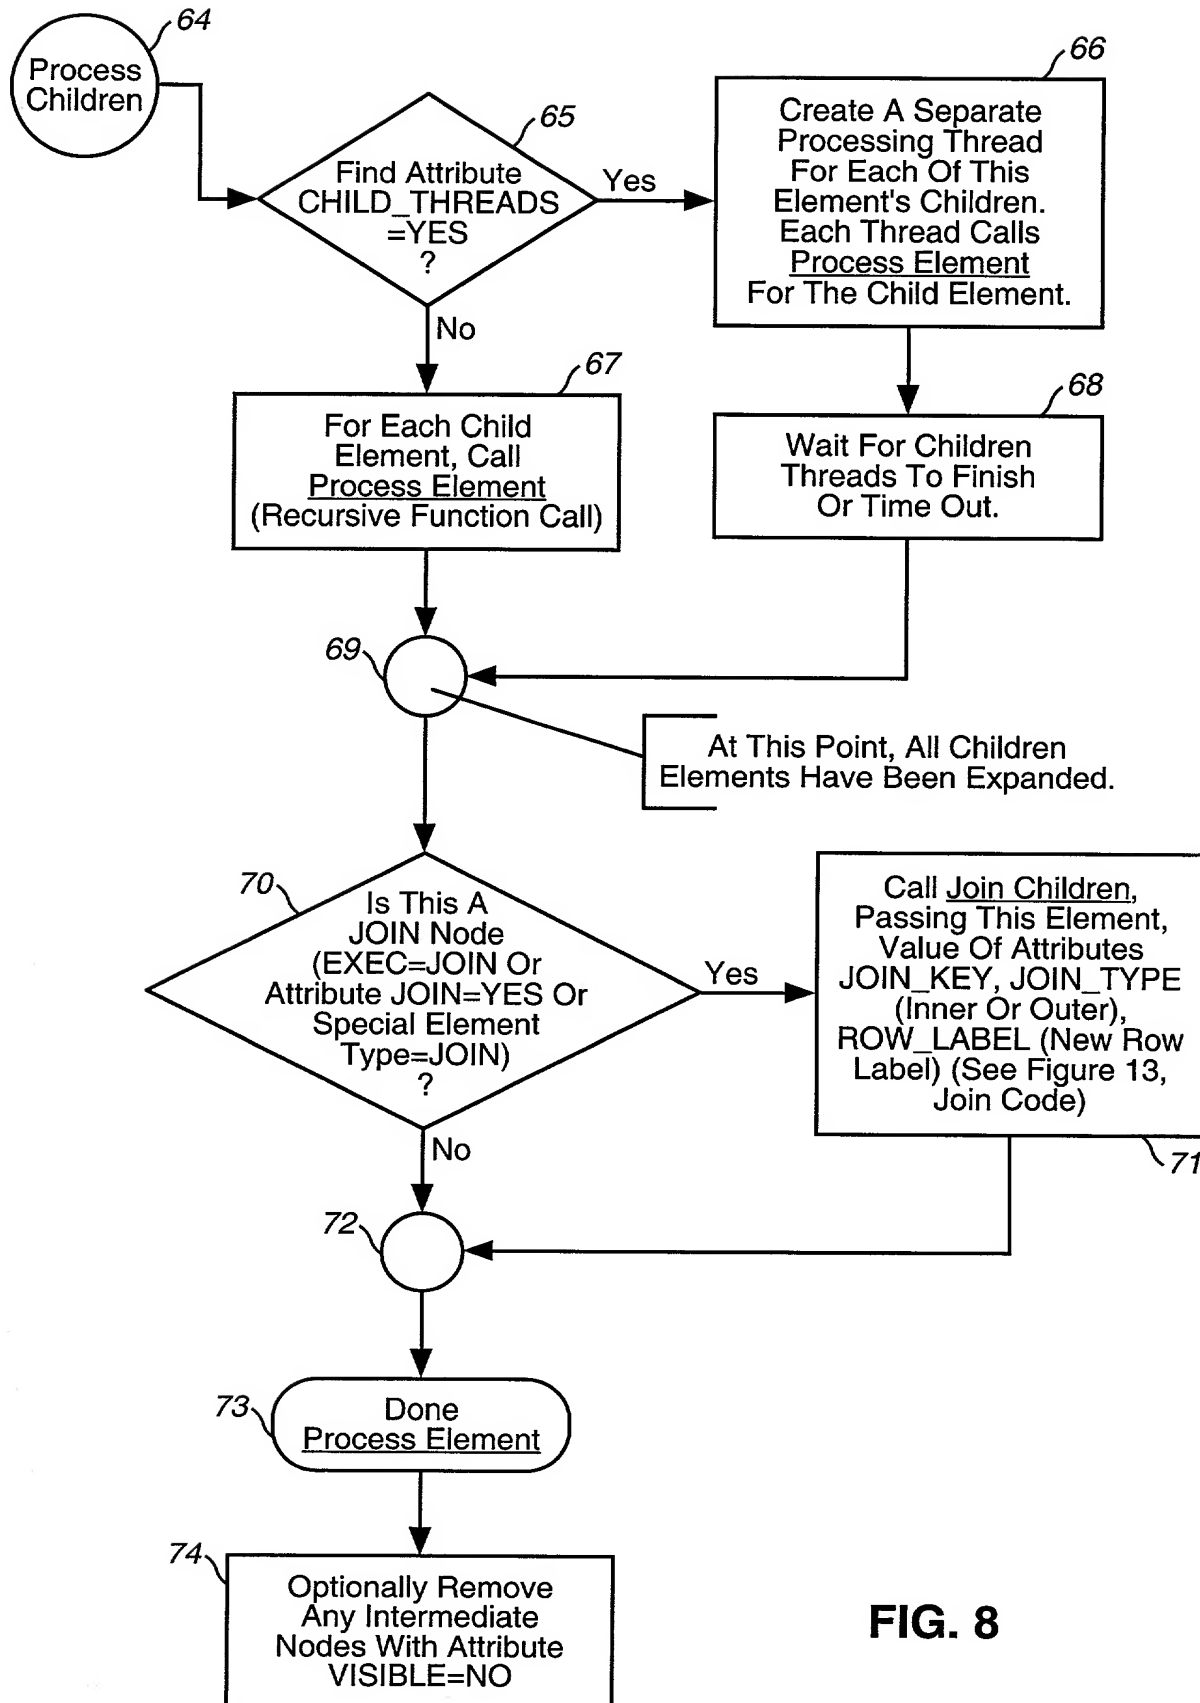 64
Process
Children
65
Find Attribute
CHILD_THREADS
=YES
?
Yes
No
66
Create A Separate
Processing Thread
For Each Of This
Element's Children.
Each Thread Calls
Process Element
For The Child Element.
67
For Each Child
Element, Call
Process Element
(Recursive Function Call)
68
Wait For Children
Threads To Finish
Or Time Out.
69
At This Point, All Children
Elements Have Been Expanded.
70
Is This A
JOIN Node
(EXEC=JOIN Or
Attribute JOIN=YES Or
Special Element
Type=JOIN)
?
Yes
No
Call Join Children,
Passing This Element,
Value Of Attributes
JOIN_KEY, JOIN_TYPE
(Inner Or Outer),
ROW_LABEL (New Row
Label) (See Figure 13,
Join Code)
71
72
73
Done
Process Element
74
Optionally Remove
Any Intermediate
Nodes With Attribute
VISIBLE=NO
FIG. 8